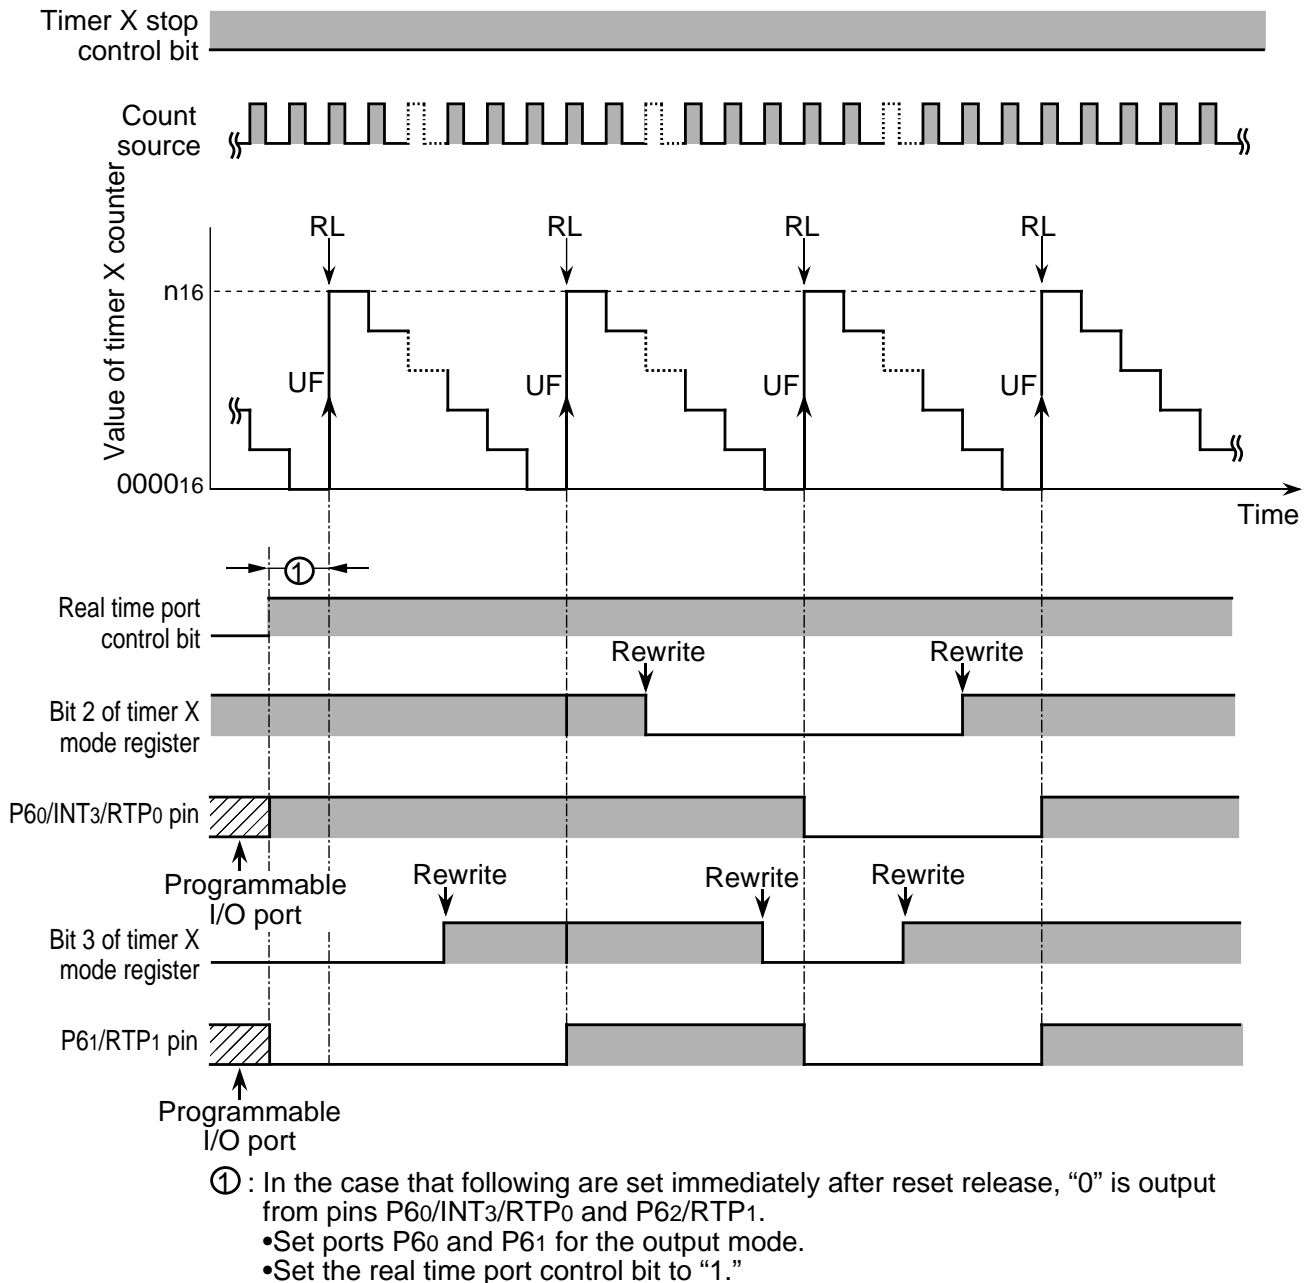 Timer X stop
control bit
Count
source
Value of timer X counter
RL RL RL RL
n16
UF UF UF UF
000016
Time
①
Real time port
control bit
Rewrite Rewrite
Bit 2 of timer X
mode register
P60/INT3/RTP0 pin
Programmable
I/O port
Rewrite Rewrite Rewrite
Bit 3 of timer X
mode register
P61/RTP1 pin
Programmable
I/O port
① : In the case that following are set immediately after reset release, “0” is output
from pins P60/INT3/RTP0 and P62/RTP1.
•Set ports P60 and P61 for the output mode.
•Set the real time port control bit to “1.”